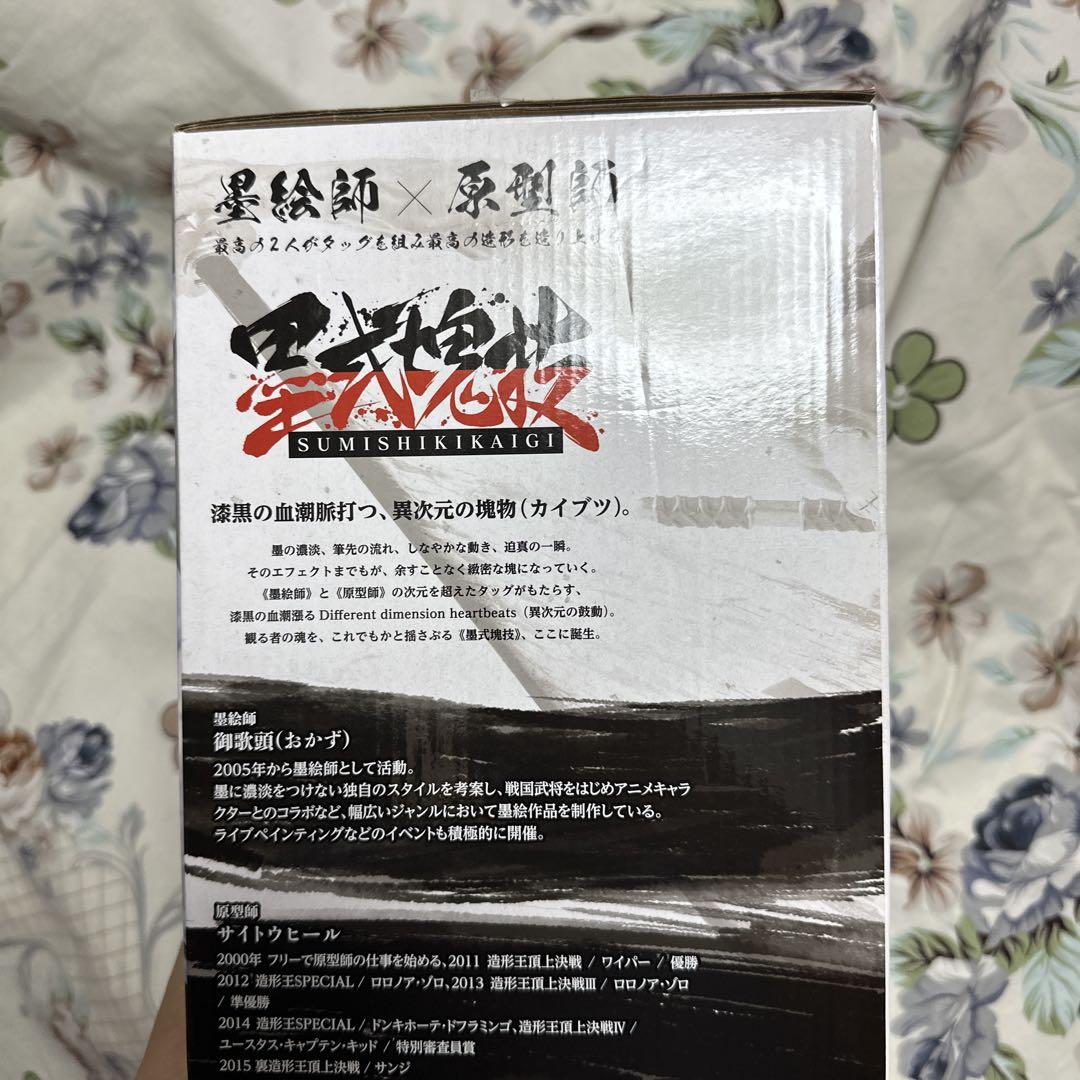 墨絵師×原型師
最高の2人がタッグを組み最高の造形を造り上げる
墨式塊技
SUMISHIKIKAIGI
漆黒の血潮脈打つ、異次元の塊物(カイブツ)。
墨の濃淡、筆先の流れ、しなやかな動き、迫真の一瞬。
そのエフェクトまでもが、余すことなく緻密な塊になっていく。
《墨絵師》と《原型師》の次元を超えたタッグがもたらす、
漆黒の血潮漲る Different dimension heartbeats(異次元の鼓動)。
観る者の魂を、これでもかと揺さぶる《墨式塊技》、ここに誕生。
墨絵師
御歌頭(おかず)
2005年から墨絵師として活動。
墨に濃淡をつけない独自のスタイルを考案し、戦国武将をはじめアニメキャラ
クターとのコラボなど、幅広いジャンルにおいて墨絵作品を制作している。
ライブペインティングなどのイベントも積極的に開催。
原型師
サイトウヒール
2000年 フリーで原型師の仕事を始める、2011 造形王頂上決戦 / ワイパー / 優勝
2012 造形王SPECIAL / ロロノア・ゾロ、2013 造形王頂上決戦Ⅲ / ロロノア・ゾロ
/ 準優勝
2014 造形王SPECIAL / ドンキホーテ・ドフラミンゴ、造形王頂上決戦Ⅳ /
ユースタス・キャプテン・キッド / 特別審査員賞
2015 裏造形王頂上決戦 / サンジ